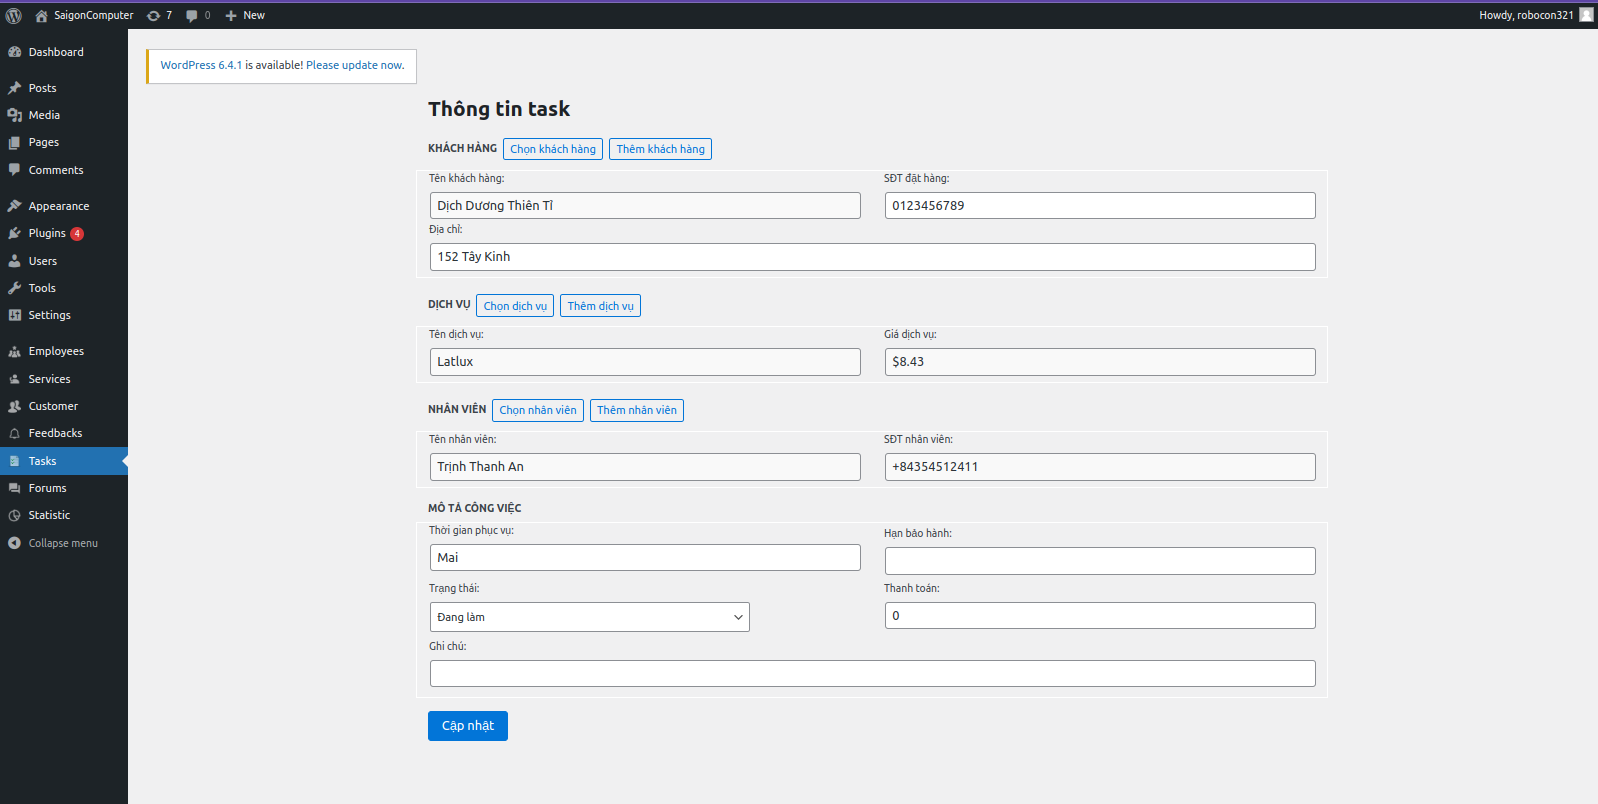 SaigonComputer 7 0 New Howdy, robocon321
Dashboard
Posts
Media
Pages
Comments
Appearance
Plugins 4
Users
Tools
Settings
Employees
Services
Customer
Feedbacks
Tasks
Forums
Statistic
Collapse menu
WordPress 6.4.1 is available! Please update now.
Thông tin task
KHÁCH HÀNG Chọn khách hàng Thêm khách hàng
Tên khách hàng: SĐT đặt hàng:
Dịch Dương Thiên Tỉ 0123456789
Địa chỉ:
152 Tây Kinh
DỊCH VỤ Chọn dịch vụ Thêm dịch vụ
Tên dịch vụ: Giá dịch vụ:
Latlux $8.43
NHÂN VIÊN Chọn nhân viên Thêm nhân viên
Tên nhân viên: SĐT nhân viên:
Trịnh Thanh An +84354512411
MÔ TẢ CÔNG VIỆC
Thời gian phục vụ: Hạn bảo hành:
Mai
Trạng thái: Thanh toán:
Đang làm 0
Ghi chú:
Cập nhật